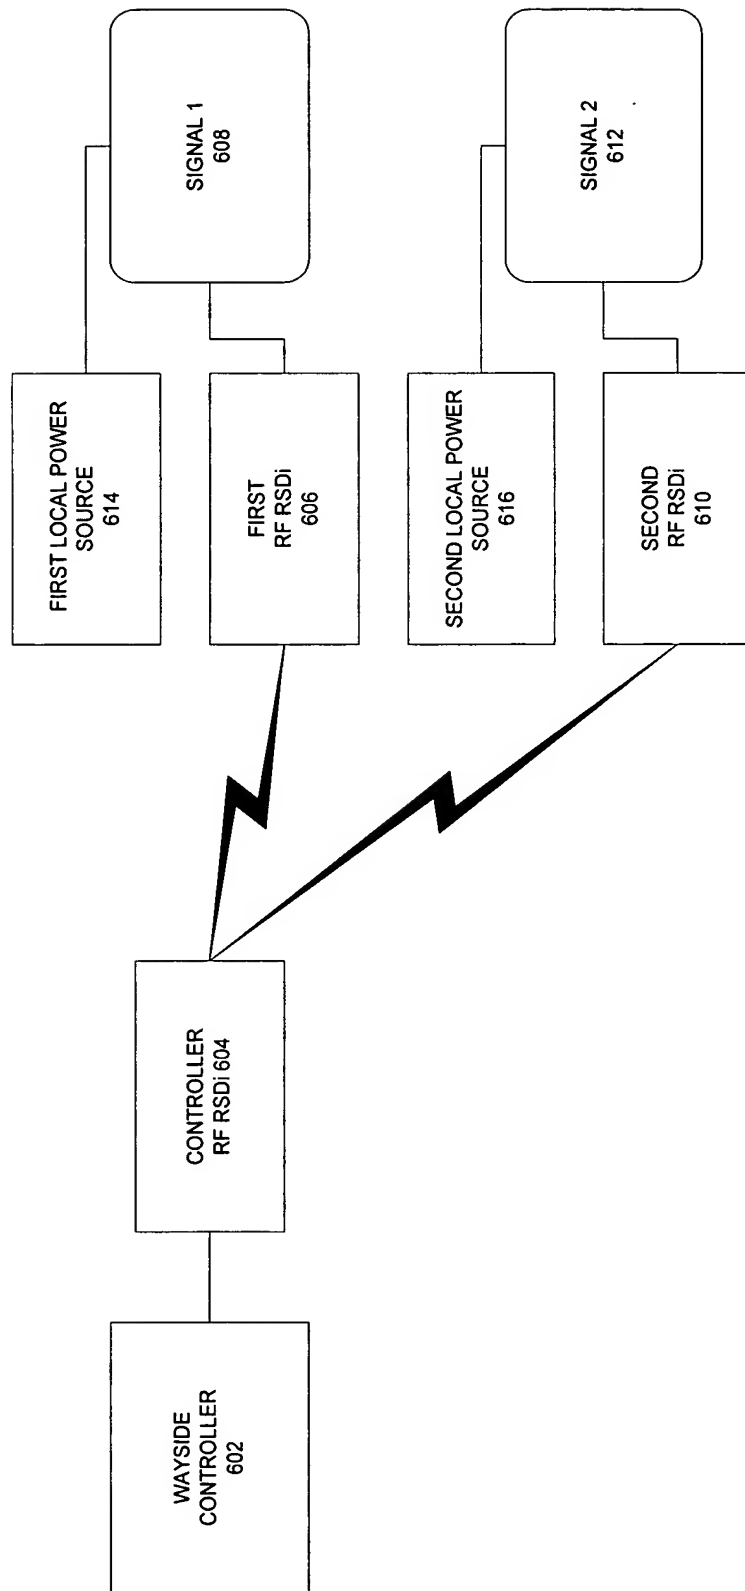 FIRST LOCAL POWER
SOURCE
614
SIGNAL 1
608
FIRST
RF RSDi
606
WAYSIDE
CONTROLLER
602
CONTROLLER
RF RSDi 604
SECOND LOCAL POWER
SOURCE
616
SIGNAL 2
612
SECOND
RF RSDi
610